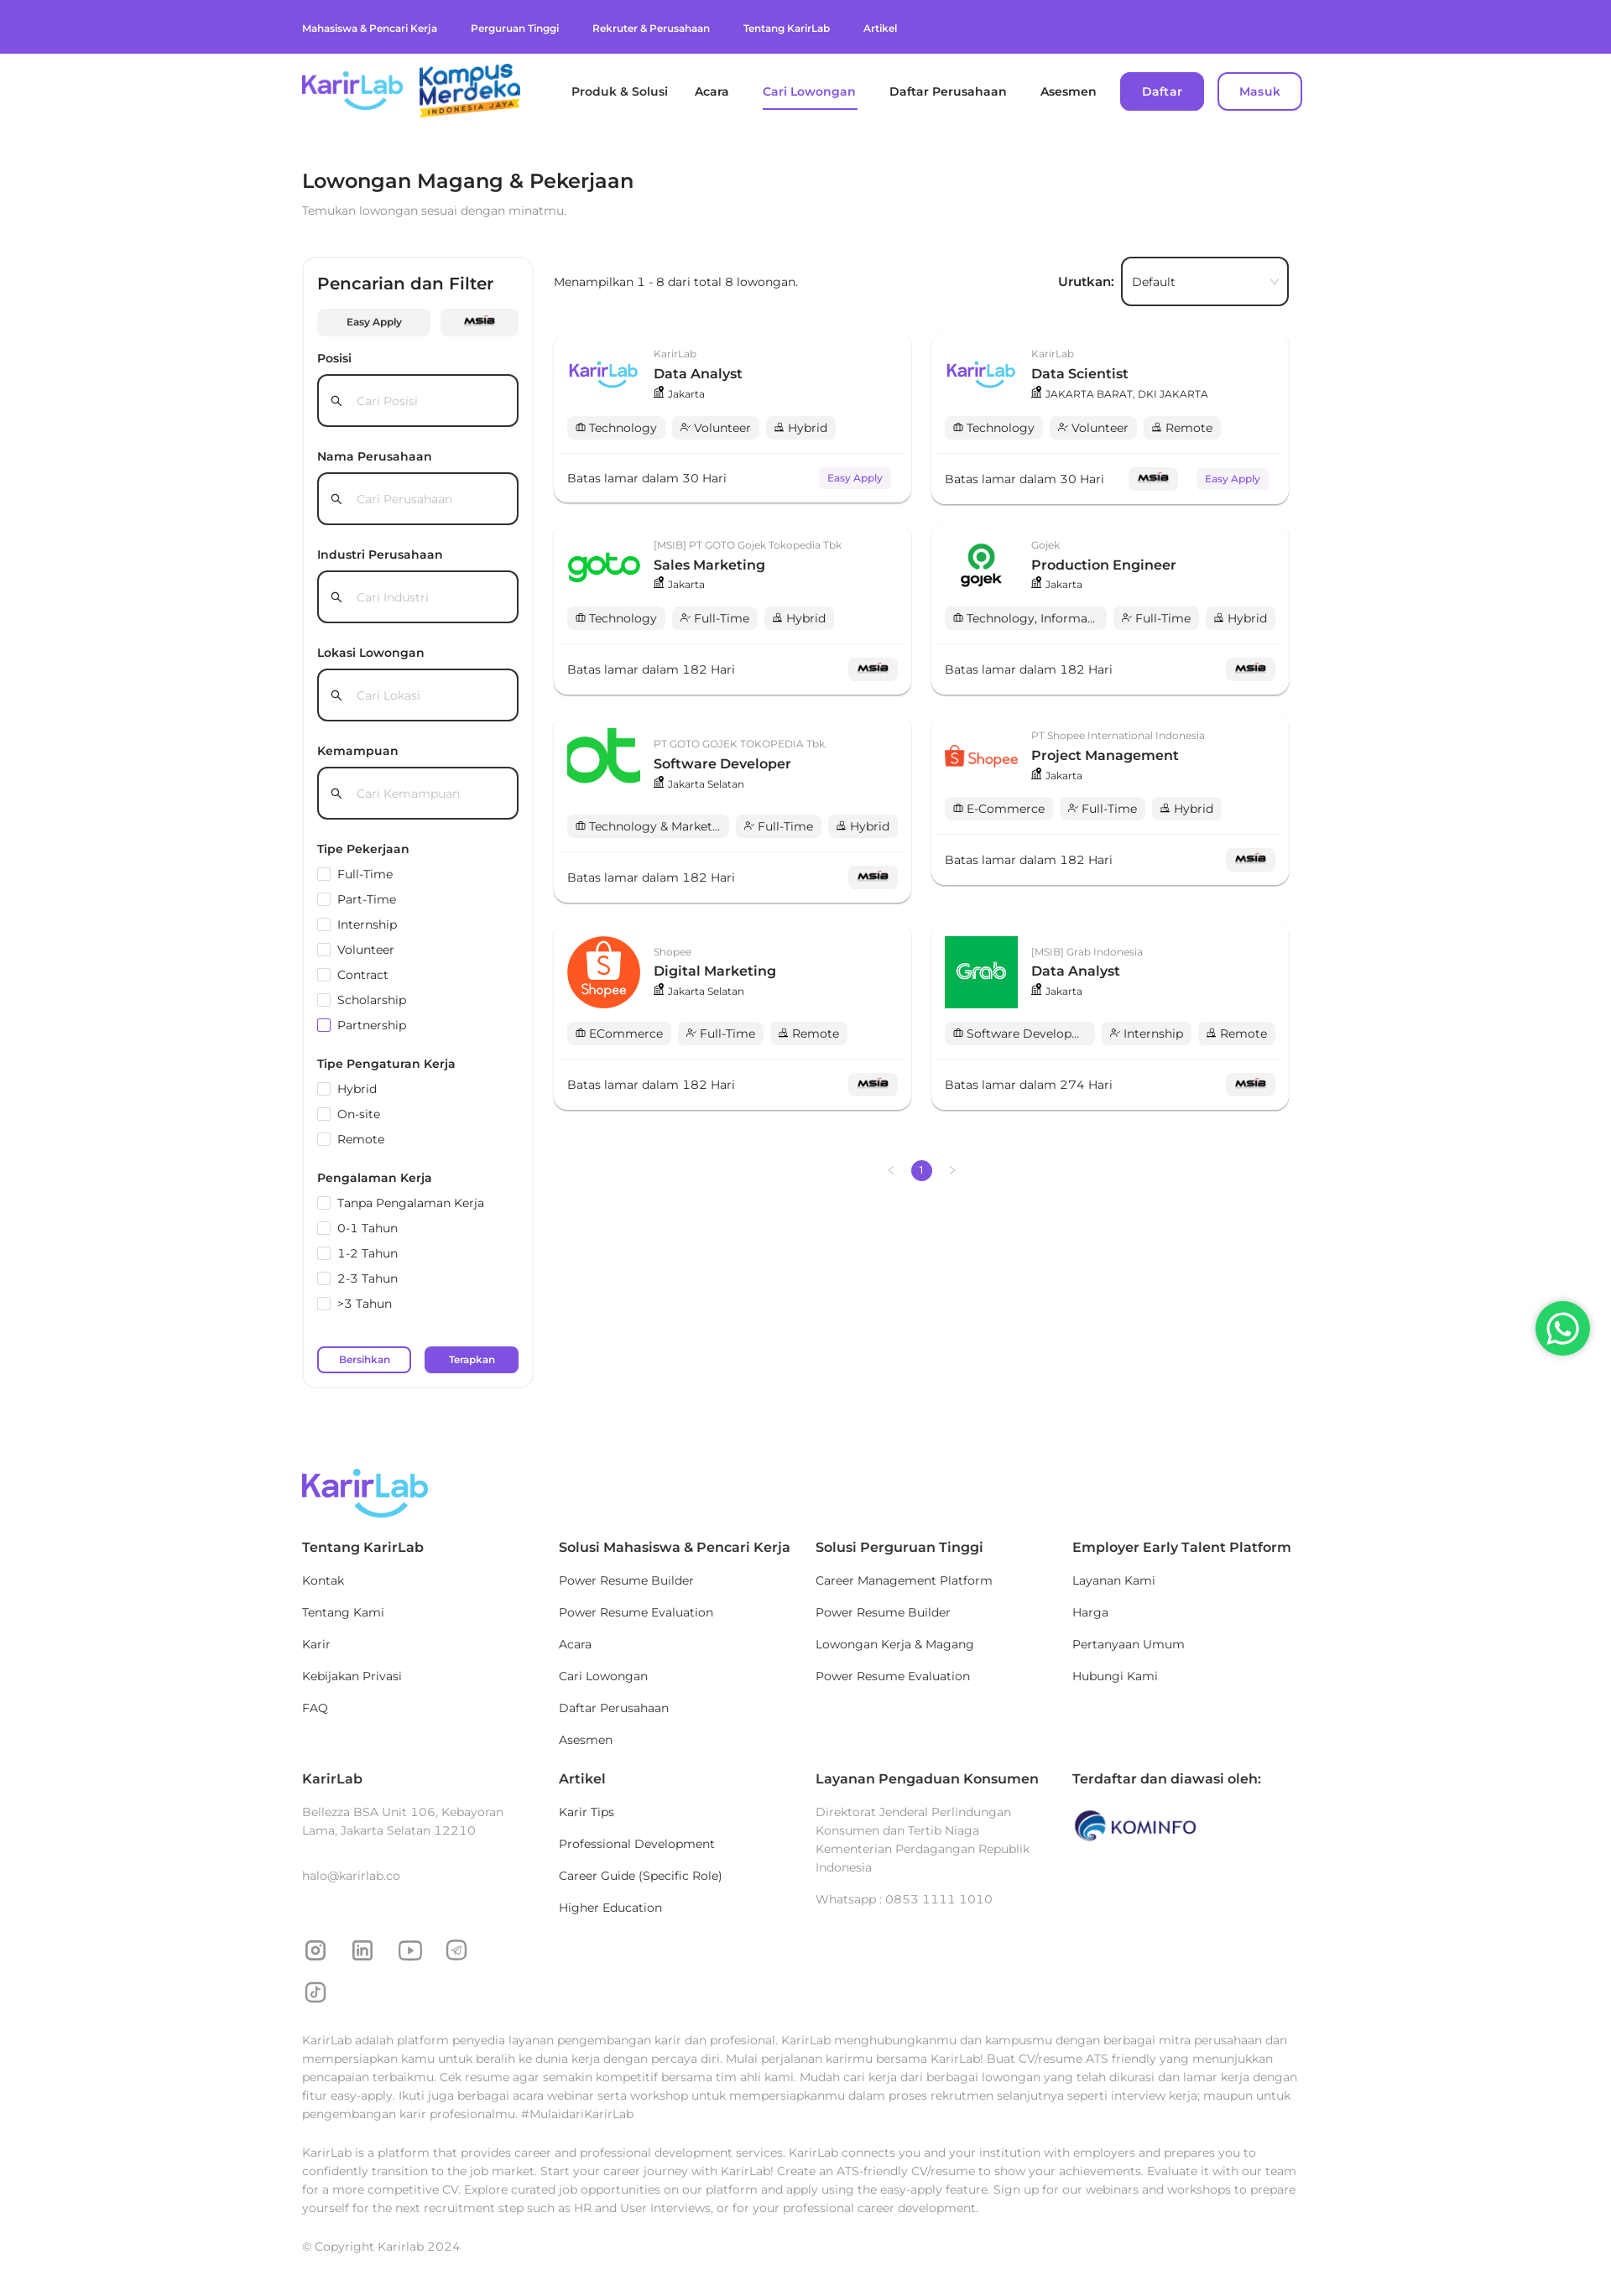 Mahasiswa & Pencari Kerja
Perguruan Tinggi
Rekruter & Perusahaan
Tentang KarirLab
Artikel
KarirLab
Kampus
Merdeka
INDONESIA JAYA
Produk & Solusi
Acara
Cari Lowongan
Daftar Perusahaan
Asesmen
Daftar
Masuk
Lowongan Magang & Pekerjaan
Temukan lowongan sesuai dengan minatmu.
Pencarian dan Filter
Easy Apply
MSIB
Posisi
Cari Posisi
Nama Perusahaan
Cari Perusahaan
Industri Perusahaan
Cari Industri
Lokasi Lowongan
Cari Lokasi
Kemampuan
Cari Kemampuan
Tipe Pekerjaan
Full-Time
Part-Time
Internship
Volunteer
Contract
Scholarship
Partnership
Tipe Pengaturan Kerja
Hybrid
On-site
Remote
Pengalaman Kerja
Tanpa Pengalaman Kerja
0-1 Tahun
1-2 Tahun
2-3 Tahun
>3 Tahun
Bersihkan
Terapkan
Menampilkan 1 - 8 dari total 8 lowongan.
Urutkan:
Default
KarirLab
KarirLab
Data Analyst
Jakarta
Technology
Volunteer
Hybrid
Batas lamar dalam 30 Hari
Easy Apply
KarirLab
KarirLab
Data Scientist
JAKARTA BARAT, DKI JAKARTA
Technology
Volunteer
Remote
Batas lamar dalam 30 Hari
MSIB
Easy Apply
goto
[MSIB] PT GOTO Gojek Tokopedia Tbk
Sales Marketing
Jakarta
Technology
Full-Time
Hybrid
Batas lamar dalam 182 Hari
MSIB
gojek
Gojek
Production Engineer
Jakarta
Technology, Informa...
Full-Time
Hybrid
Batas lamar dalam 182 Hari
MSIB
ot
PT GOTO GOJEK TOKOPEDIA Tbk.
Software Developer
Jakarta Selatan
Technology & Market...
Full-Time
Hybrid
Batas lamar dalam 182 Hari
MSIB
Shopee
PT Shopee International Indonesia
Project Management
Jakarta
E-Commerce
Full-Time
Hybrid
Batas lamar dalam 182 Hari
MSIB
Shopee
Shopee
Digital Marketing
Jakarta Selatan
ECommerce
Full-Time
Remote
Batas lamar dalam 182 Hari
MSIB
Grab
[MSIB] Grab Indonesia
Data Analyst
Jakarta
Software Develop...
Internship
Remote
Batas lamar dalam 274 Hari
MSIB
1
KarirLab
Tentang KarirLab
Kontak
Tentang Kami
Karir
Kebijakan Privasi
FAQ
Solusi Mahasiswa & Pencari Kerja
Power Resume Builder
Power Resume Evaluation
Acara
Cari Lowongan
Daftar Perusahaan
Asesmen
Solusi Perguruan Tinggi
Career Management Platform
Power Resume Builder
Lowongan Kerja & Magang
Power Resume Evaluation
Employer Early Talent Platform
Layanan Kami
Harga
Pertanyaan Umum
Hubungi Kami
KarirLab
Bellezza BSA Unit 106, Kebayoran
Lama, Jakarta Selatan 12210
halo@karirlab.co
Artikel
Karir Tips
Professional Development
Career Guide (Specific Role)
Higher Education
Layanan Pengaduan Konsumen
Direktorat Jenderal Perlindungan
Konsumen dan Tertib Niaga
Kementerian Perdagangan Republik
Indonesia
Whatsapp : 0853 1111 1010
Terdaftar dan diawasi oleh:
KOMINFO
KarirLab adalah platform penyedia layanan pengembangan karir dan profesional. KarirLab menghubungkanmu dan kampusmu dengan berbagai mitra perusahaan dan
mempersiapkan kamu untuk beralih ke dunia kerja dengan percaya diri. Mulai perjalanan karirmu bersama KarirLab! Buat CV/resume ATS friendly yang menunjukkan
pencapaian terbaikmu. Cek resume agar semakin kompetitif bersama tim ahli kami. Mudah cari kerja dari berbagai lowongan yang telah dikurasi dan lamar kerja dengan
fitur easy-apply. Ikuti juga berbagai acara webinar serta workshop untuk mempersiapkanmu dalam proses rekrutmen selanjutnya seperti interview kerja; maupun untuk
pengembangan karir profesionalmu. #MulaidariKarirLab
KarirLab is a platform that provides career and professional development services. KarirLab connects you and your institution with employers and prepares you to
confidently transition to the job market. Start your career journey with KarirLab! Create an ATS-friendly CV/resume to show your achievements. Evaluate it with our team
for a more competitive CV. Explore curated job opportunities on our platform and apply using the easy-apply feature. Sign up for our webinars and workshops to prepare
yourself for the next recruitment step such as HR and User Interviews, or for your professional career development.
© Copyright Karirlab 2024